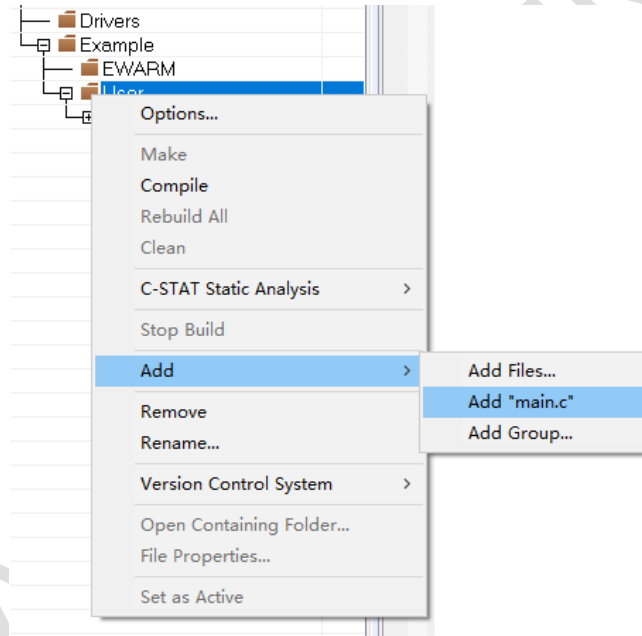 Drivers
Example
EWARM
User
Options...
Make
Compile
Rebuild All
Clean
C-STAT Static Analysis
Stop Build
Add
Add Files...
Add "main.c"
Add Group...
Remove
Rename...
Version Control System
Open Containing Folder...
File Properties...
Set as Active